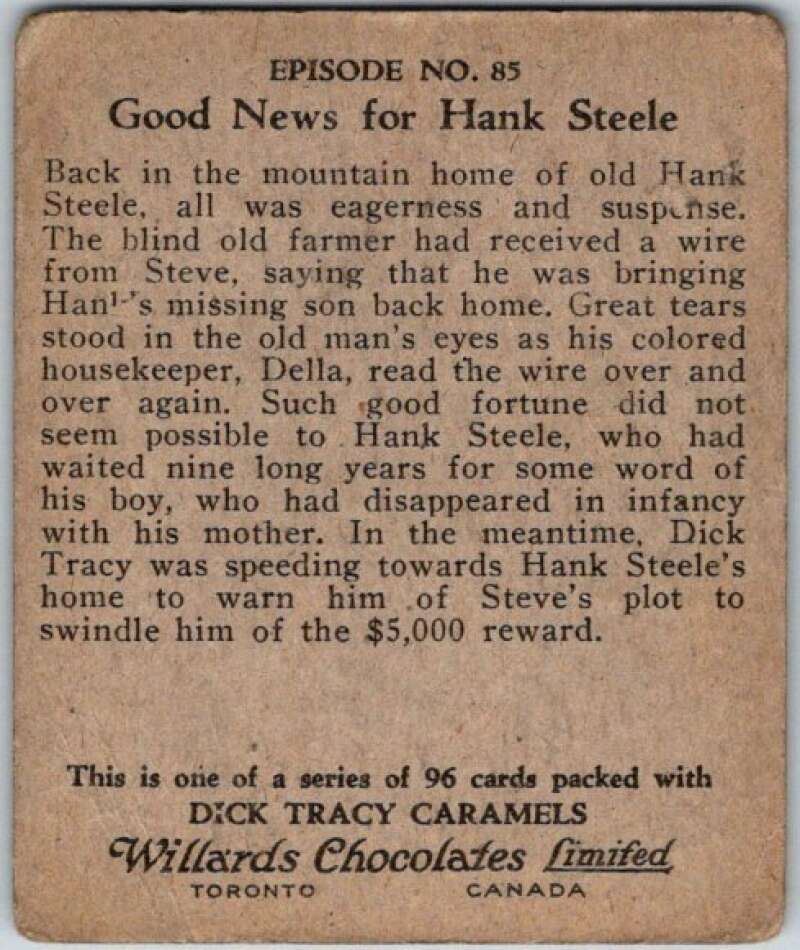 EPISODE NO. 85
Good News for Hank Steele
Back in the mountain home of old Hank
Steele, all was eagerness and suspense.
The blind old farmer had received a wire
from Steve, saying that he was bringing
Hank's missing son back home. Great tears
stood in the old man's eyes as his colored
housekeeper, Della, read the wire over and
over again. Such good fortune did not
seem possible to Hank Steele, who had
waited nine long years for some word of
his boy, who had disappeared in infancy
with his mother. In the meantime, Dick
Tracy was speeding towards Hank Steele's
home to warn him of Steve's plot to
swindle him of the $5,000 reward.
This is one of a series of 96 cards packed with
DICK TRACY CARAMELS
Willards Chocolates Limited
TORONTO CANADA